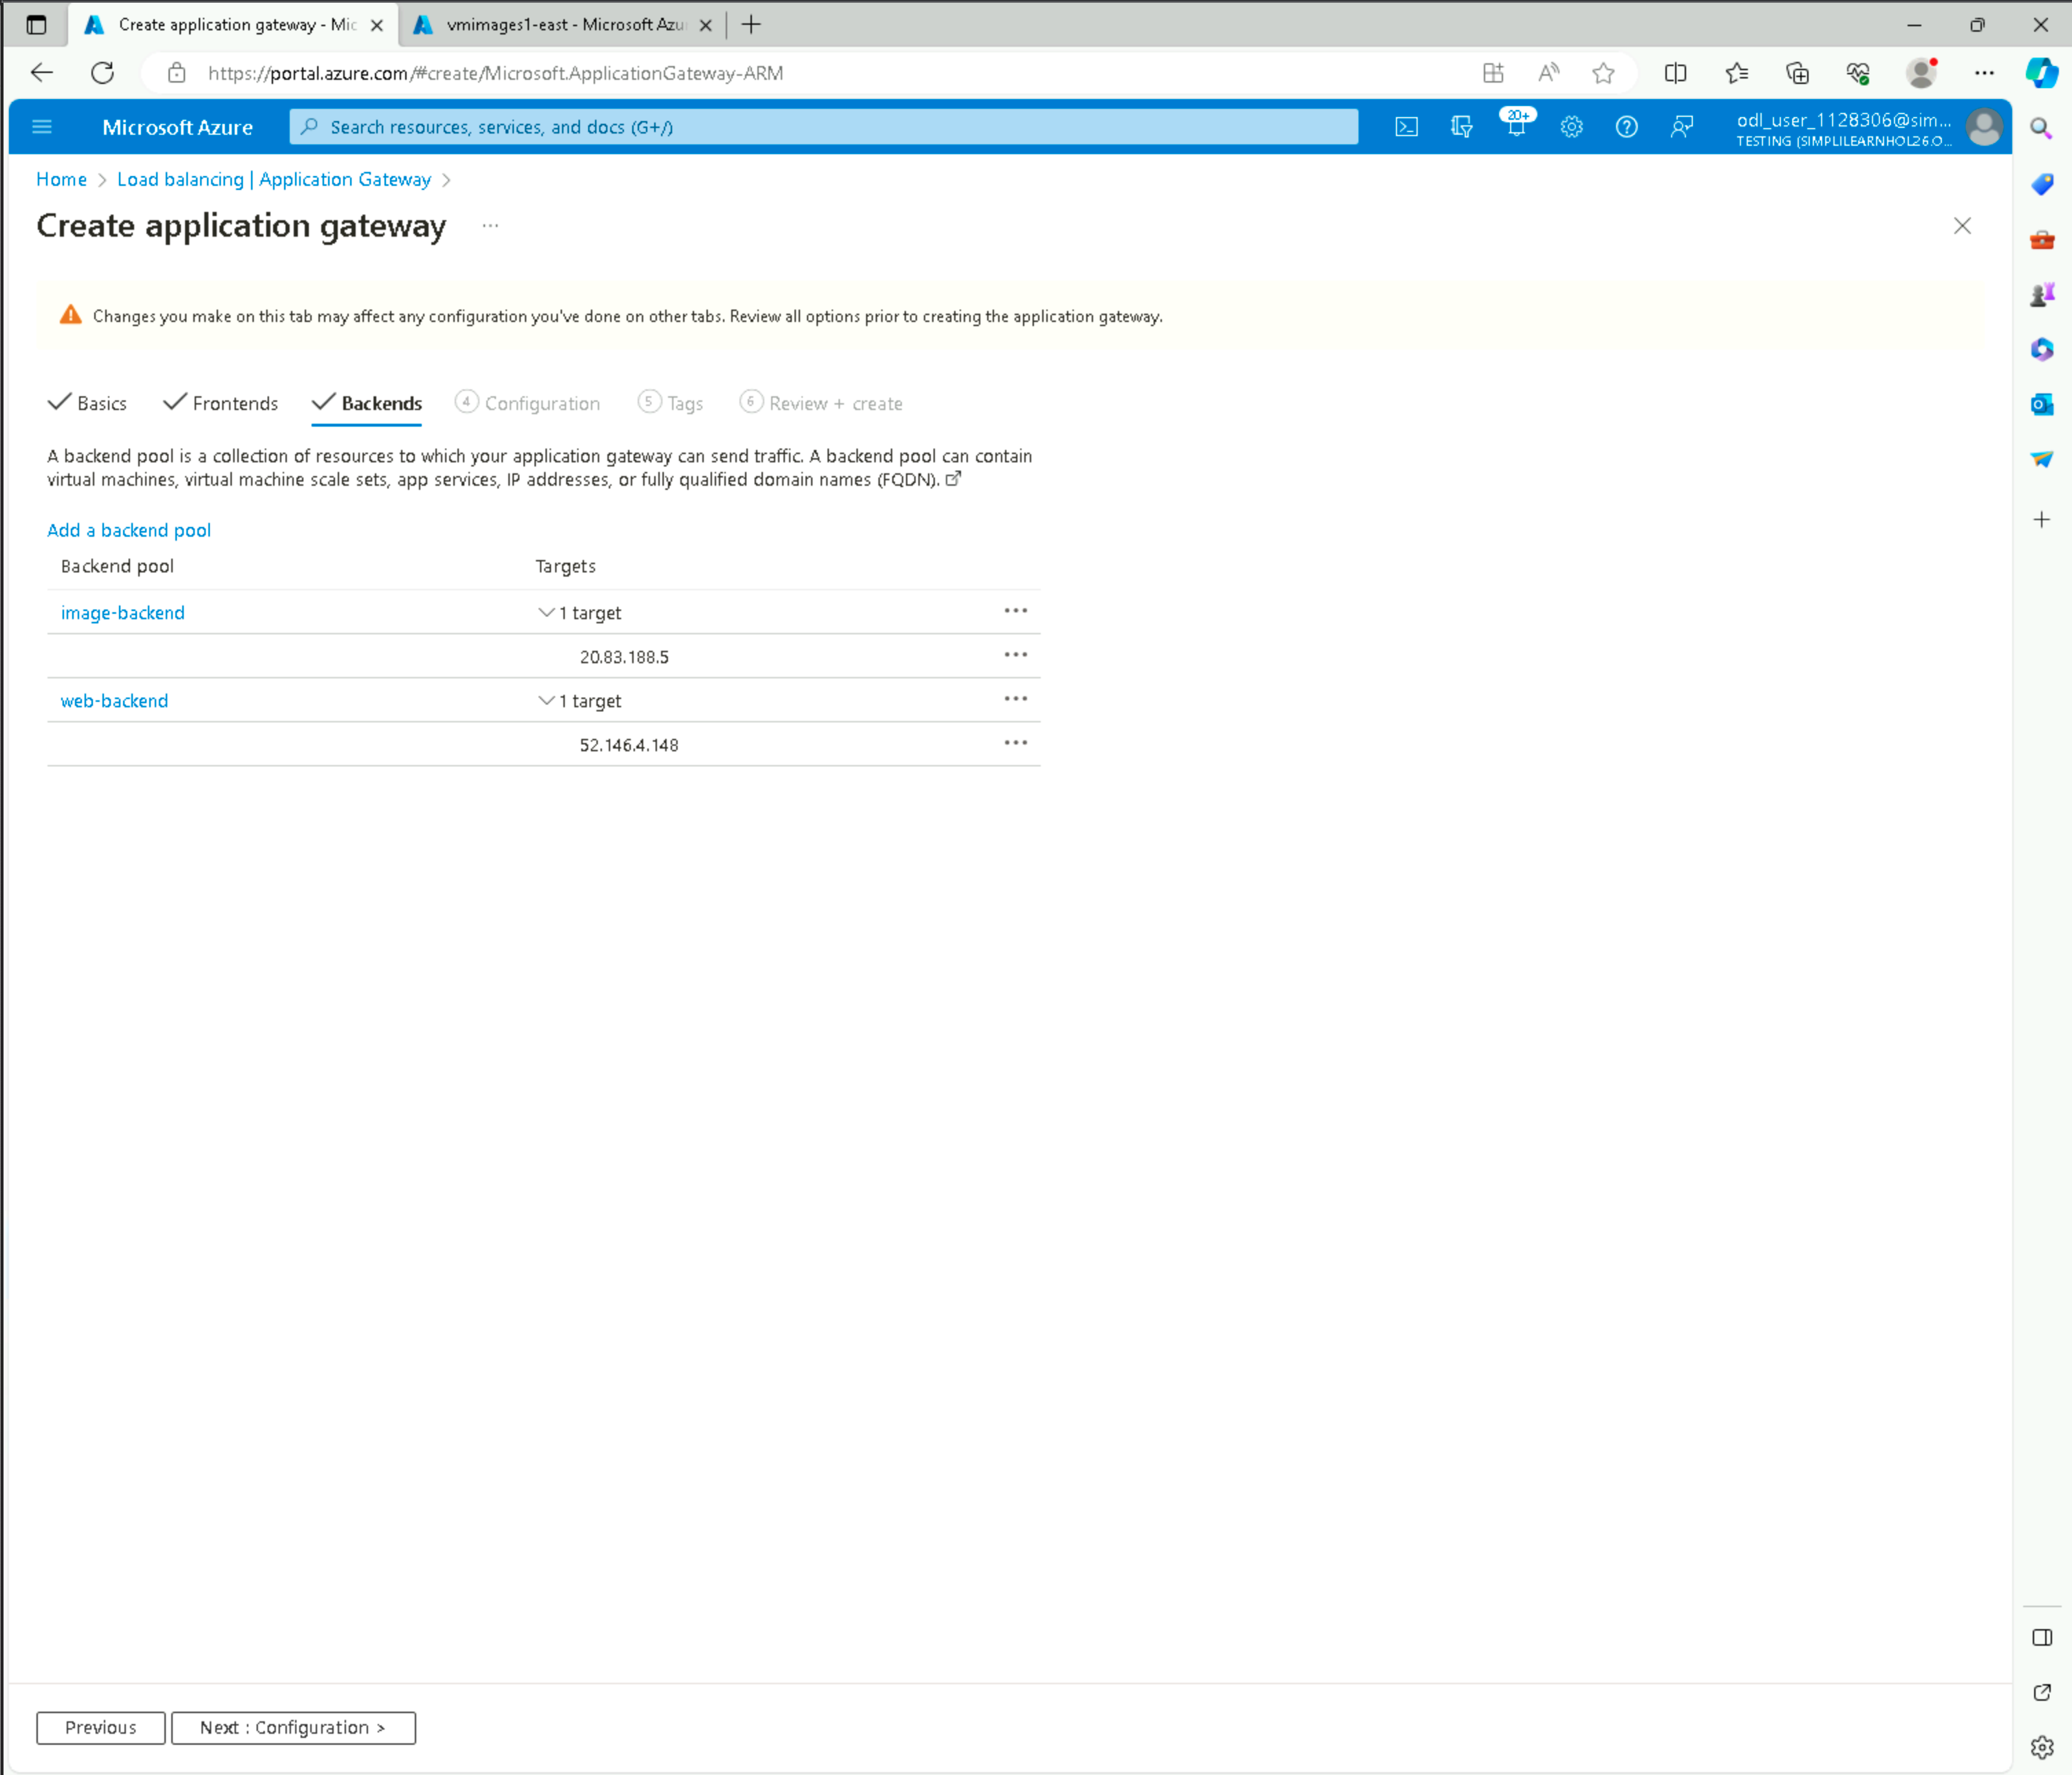 Create application gateway - Mic
vmimages1-east - Microsoft Azu
https://portal.azure.com/#create/Microsoft.ApplicationGateway-ARM
Microsoft Azure
Search resources, services, and docs (G+/)
20+
odl_user_1128306@sim...
TESTING (SIMPLILEARNHOL26.O...
Home > Load balancing | Application Gateway >
Create application gateway ...
Changes you make on this tab may affect any configuration you've done on other tabs. Review all options prior to creating the application gateway.
Basics Frontends Backends 4 Configuration 5 Tags 6 Review + create
A backend pool is a collection of resources to which your application gateway can send traffic. A backend pool can contain
virtual machines, virtual machine scale sets, app services, IP addresses, or fully qualified domain names (FQDN).
Add a backend pool
Backend pool Targets
image-backend 1 target
20.83.188.5
web-backend 1 target
52.146.4.148
Previous
Next : Configuration >